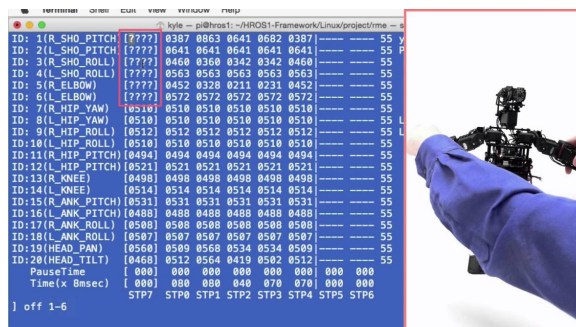 Terminal Shell Edit View Window Help
kyle — pi@hros1: ~/HROS1-Framework/Linux/project/rme — s
ID: 1(R_SHO_PITCH)[????] 0387 0863 0641 0682 0387|---- ---- 55 y
ID: 2(L_SHO_PITCH)[????] 0641 0641 0641 0641 0641|---- ---- 55 P
ID: 3(R_SHO_ROLL) [????] 0460 0360 0342 0342 0460|---- ---- 55
ID: 4(L_SHO_ROLL) [????] 0563 0563 0563 0563 0563|---- ---- 55
ID: 5(R_ELBOW) [????] 0452 0328 0211 0231 0452|---- ---- 55
ID: 6(L_ELBOW) [????] 0572 0572 0572 0572 0572|---- ---- 55
ID: 7(R_HIP_YAW) [0510] 0510 0510 0510 0510 0510|---- ---- 55
ID: 8(L_HIP_YAW) [0510] 0510 0510 0510 0510 0510|---- ---- 55 L
ID: 9(R_HIP_ROLL) [0512] 0512 0512 0512 0512 0512|---- ---- 55 L
ID:10(L_HIP_ROLL) [0510] 0510 0510 0510 0510 0510|---- ---- 55
ID:11(R_HIP_PITCH)[0494] 0494 0494 0494 0494 0494|---- ---- 55
ID:12(L_HIP_PITCH)[0521] 0521 0521 0521 0521 0521|---- ---- 55
ID:13(R_KNEE) [0498] 0498 0498 0498 0498 0498|---- ---- 55
ID:14(L_KNEE) [0514] 0514 0514 0514 0514 0514|---- ---- 55
ID:15(R_ANK_PITCH)[0531] 0531 0531 0531 0531 0531|---- ---- 55
ID:16(L_ANK_PITCH)[0488] 0488 0488 0488 0488 0488|---- ---- 55
ID:17(R_ANK_ROLL) [0508] 0508 0508 0508 0508 0508|---- ---- 55
ID:18(L_ANK_ROLL) [0507] 0507 0507 0507 0507 0507|---- ---- 55
ID:19(HEAD_PAN) [0560] 0509 0568 0534 0534 0509|---- ---- 55
ID:20(HEAD_TILT) [0468] 0512 0564 0419 0502 0512|---- ---- 55
PauseTime [ 000] 000 000 000 000 000| 000 000
Time(x 8msec) [ 000] 080 080 040 070 070| 000 000
STP7 STP0 STP1 STP2 STP3 STP4 STP5 STP6
] off 1-6